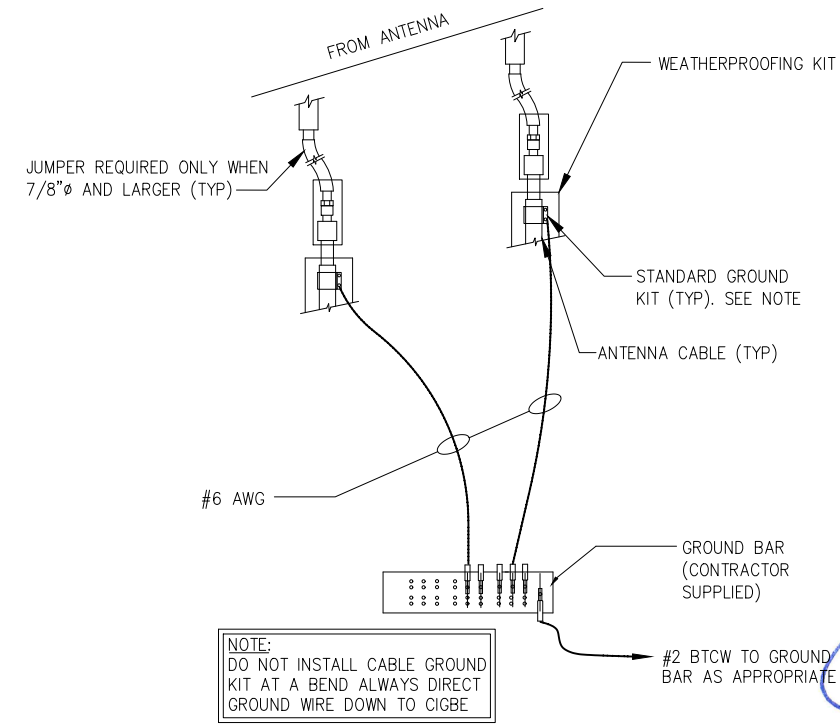 FROM ANTENNA
WEATHERPROOFING KIT
JUMPER REQUIRED ONLY WHEN
7/8"ø AND LARGER (TYP)
STANDARD GROUND
KIT (TYP). SEE NOTE
ANTENNA CABLE (TYP)
#6 AWG
GROUND BAR
(CONTRACTOR
SUPPLIED)
NOTE:
DO NOT INSTALL CABLE GROUND
KIT AT A BEND ALWAYS DIRECT
GROUND WIRE DOWN TO CIGBE
#2 BTCW TO GROUND
BAR AS APPROPRIATE